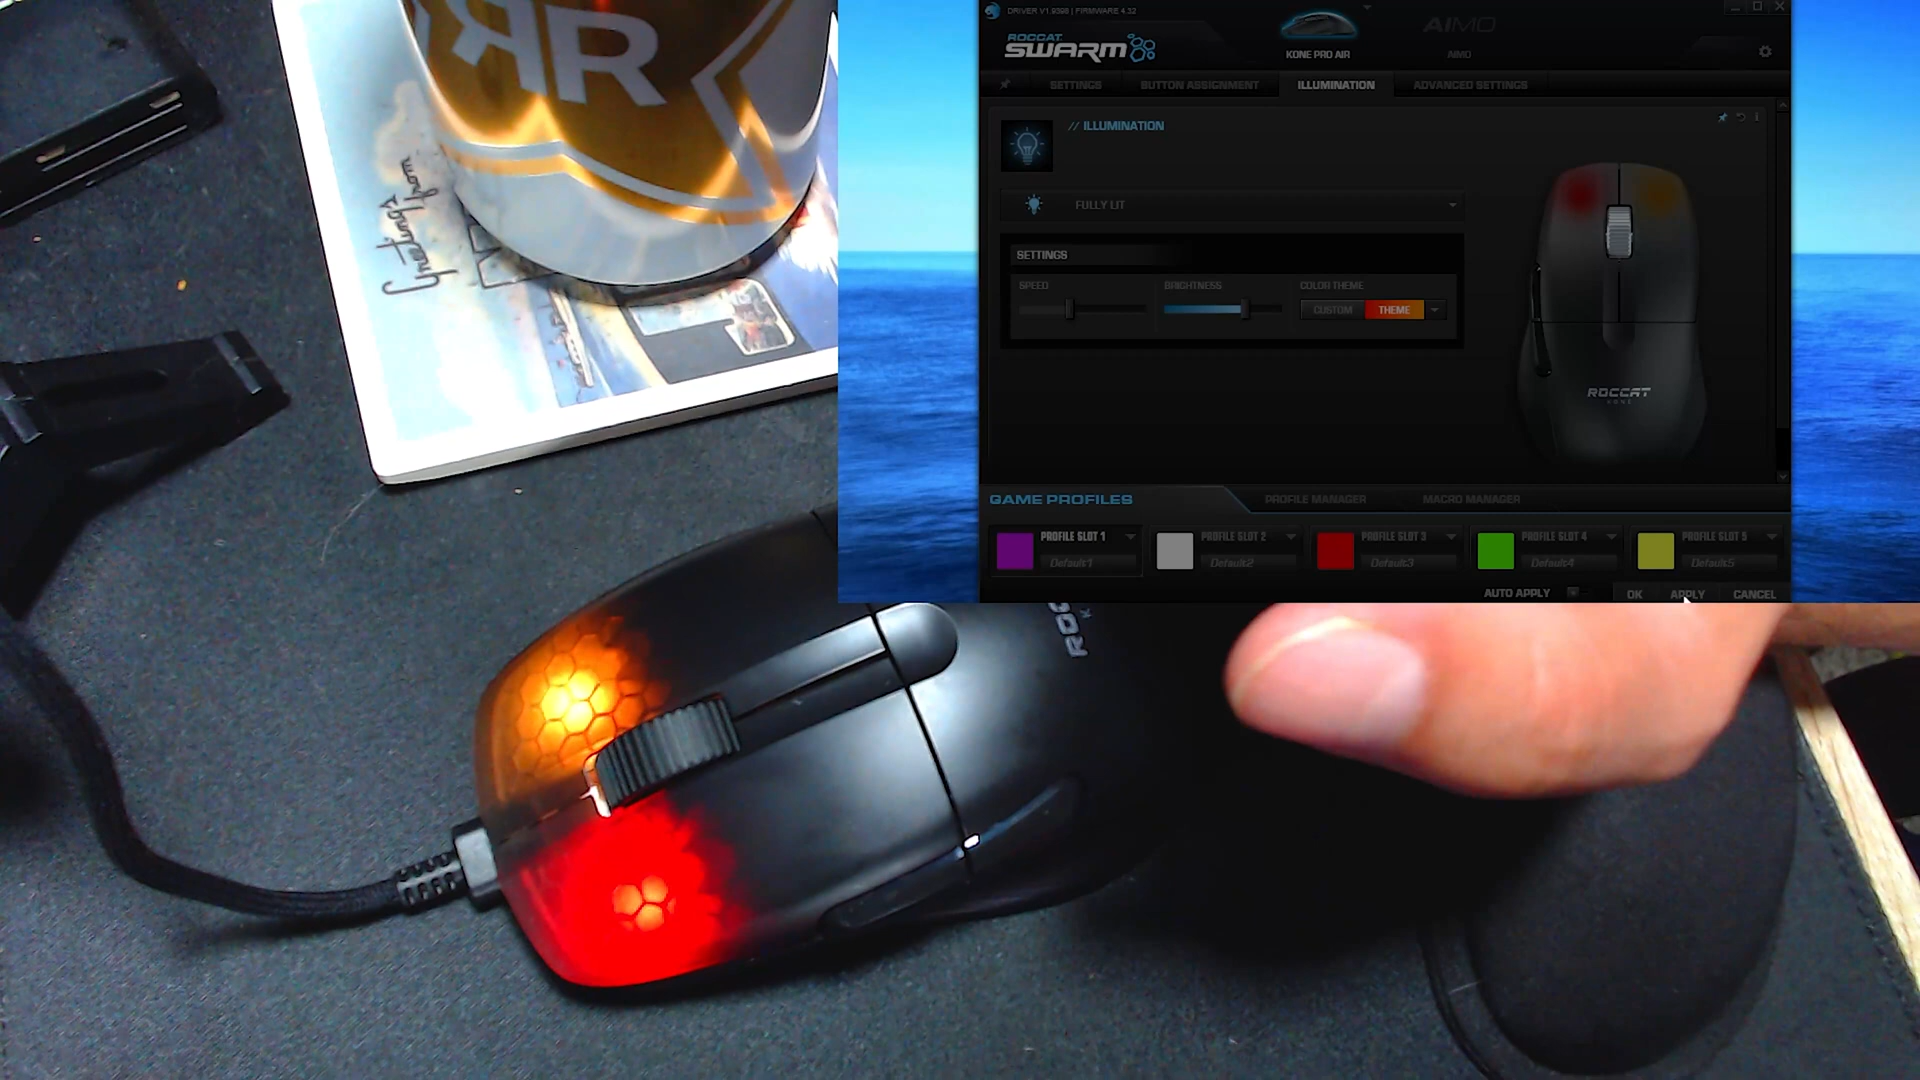 R
Greetings
from
DRIVER V1.9398 | FIRMWARE 4.32
ROCCAT
SWARM
KONE PRO AIR
AIMO
AIMO
SETTINGS
BUTTON ASSIGNMENT
ILLUMINATION
ADVANCED SETTINGS
// ILLUMINATION
FULLY LIT
SETTINGS
SPEED
BRIGHTNESS
COLOR THEME
CUSTOM
THEME
ROCCAT
KONE
GAME PROFILES
PROFILE MANAGER
MACRO MANAGER
PROFILE SLOT 1
PROFILE SLOT 2
PROFILE SLOT 3
PROFILE SLOT 4
PROFILE SLOT 5
Default1
Default2
Default3
Default4
Default5
AUTO APPLY
OK
APPLY
CANCEL
ROC